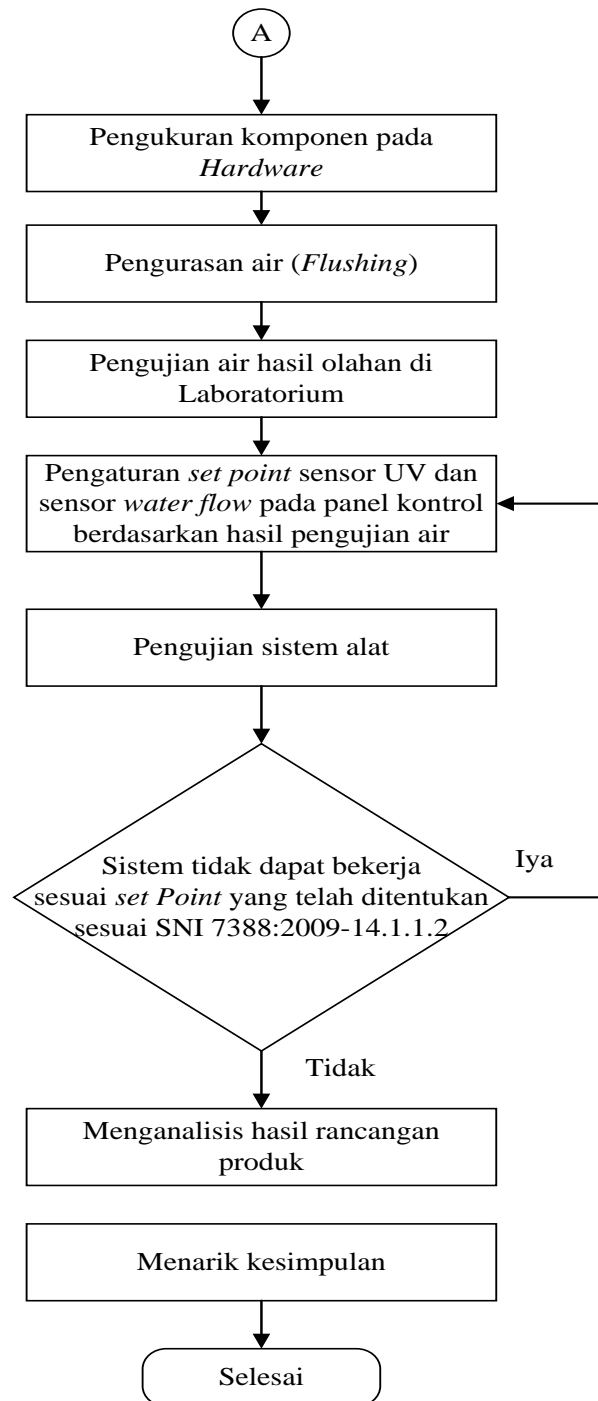 A
Pengukuran komponen pada
Hardware
Pengurasan air (Flushing)
Pengujian air hasil olahan di
Laboratorium
Pengaturan set point sensor UV dan
sensor water flow pada panel kontrol
berdasarkan hasil pengujian air
Pengujian sistem alat
Sistem tidak dapat bekerja
sesuai set Point yang telah ditentukan
sesuai SNI 7388:2009-14.1.1.2
Iya
Tidak
Menganalisis hasil rancangan
produk
Menarik kesimpulan
Selesai